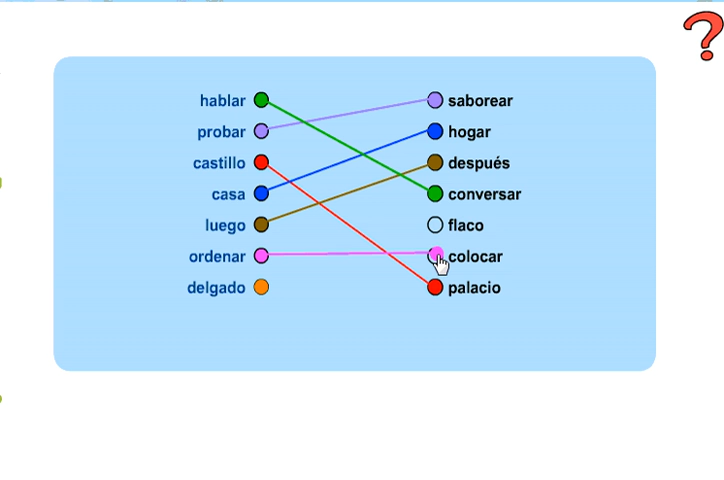 hablar saborear
probar hogar
castillo después
casa conversar
luego flaco
ordenar colocar
delgado palacio